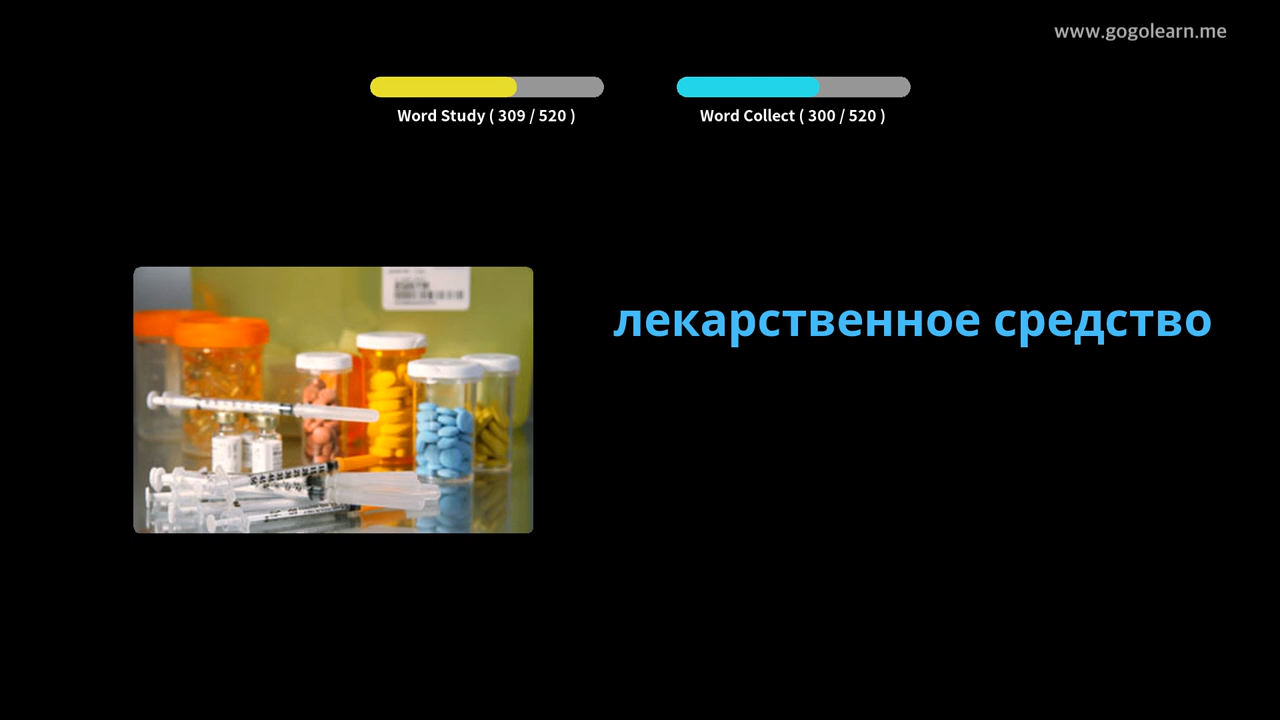 www.gogolearn.me
Word Study ( 309 / 520 )
Word Collect ( 300 / 520 )
лекарственное средство